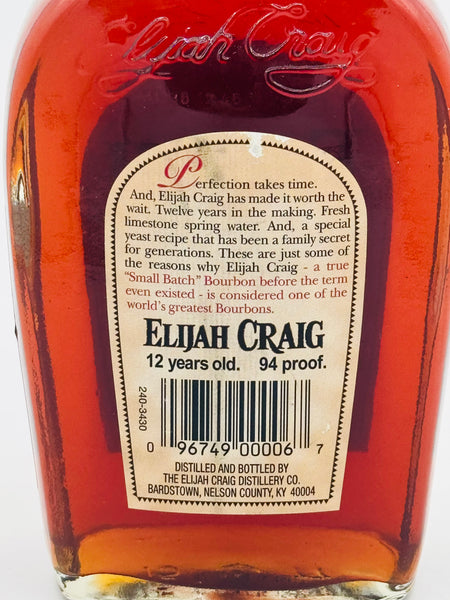 Elijah Craig
Perfection takes time.
And, Elijah Craig has made it worth the
wait. Twelve years in the making. Fresh
limestone spring water. And, a special
yeast recipe that has been a family secret
for generations. These are just some of
the reasons why Elijah Craig - a true
"Small Batch" Bourbon before the term
even existed - is considered one of the
world's greatest Bourbons.
ELIJAH CRAIG
12 years old. 94 proof.
240-3430
0 96749 00006 7
DISTILLED AND BOTTLED BY
THE ELIJAH CRAIG DISTILLERY CO.
BARDSTOWN, NELSON COUNTY, KY 40004